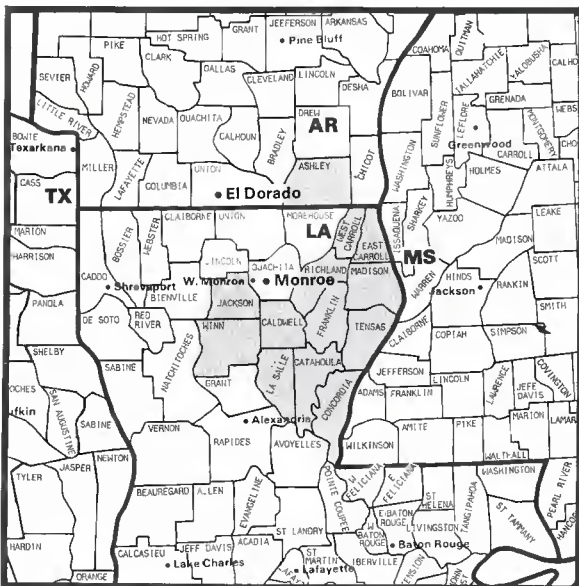 JEFFERSON ARKANSAS
GRANT
HOT SPRING
PIKE
Pine Bluff
CLARK
DALLAS
CLEVELAND LINCOLN
SEVIER HOWARD
DESHA
LITTLE RIVER
HEMPSTEAD
NEVADA OUACHITA
CALHOUN
BRADLEY
DREW
AR
BOWIE
Texarkana
MILLER
LAFAYETTE
COLUMBIA
UNION
ASHLEY
CHICOT
CASS
TX
El Dorado
COAHOMA QUITMAN
TALLAHATCHIE YALOBUSHA
BOLIVAR
SUNFLOWER
LEFLORE
GRENADA
Greenwood
MONTGOMERY
CARROLL
WASHINGTON
HUMPHREYS
HOLMES
ATTALA
ISSAQUENA SHARKEY
YAZOO
LEAKE
MADISON
SCOTT
MS
WARREN
HINDS
Jackson
RANKIN
SMITH
CLAIBORNE
COPIAH
SIMPSON
JEFFERSON
LINCOLN
LAWRENCE
JEFF DAVIS
COVINGTON
ADAMS
FRANKLIN
MARION
LAMAR
WILKINSON
AMITE
PIKE
WALTHALL
MARION
HARRISON
PANOLA
SHELBY
SAN AUGUSTINE
SABINE
NEWTON
JASPER
TYLER
HARDIN
ORANGE
CLAIBORNE UNION
MOREHOUSE
LA
WEST CARROLL
EAST CARROLL
BOSSIER
WEBSTER
LINCOLN
OUACHITA
RICHLAND
MADISON
CADDO
Shreveport
W. Monroe
Monroe
BIENVILLE
JACKSON
FRANKLIN
DE SOTO
RED RIVER
WINN
CALDWELL
TENSAS
SABINE
NATCHITOCHES
GRANT
LA SALLE
CATAHOULA
CONCORDIA
Alexandria
VERNON
RAPIDES
AVOYELLES
BEAUREGARD
ALLEN
EVANGELINE
ST LANDRY
POINTE COUPEE
W FELICIANA
E FELICIANA
ST HELENA
TANGIPAHOA
WASHINGTON
PEARL RIVER
W BATON ROUGE
E BATON ROUGE
LIVINGSTON
ST TAMMANY
Baton Rouge
CALCASIEU
JEFF DAVIS
ACADIA
Lake Charles
ST MARTIN
Lafayette
IBERVILLE